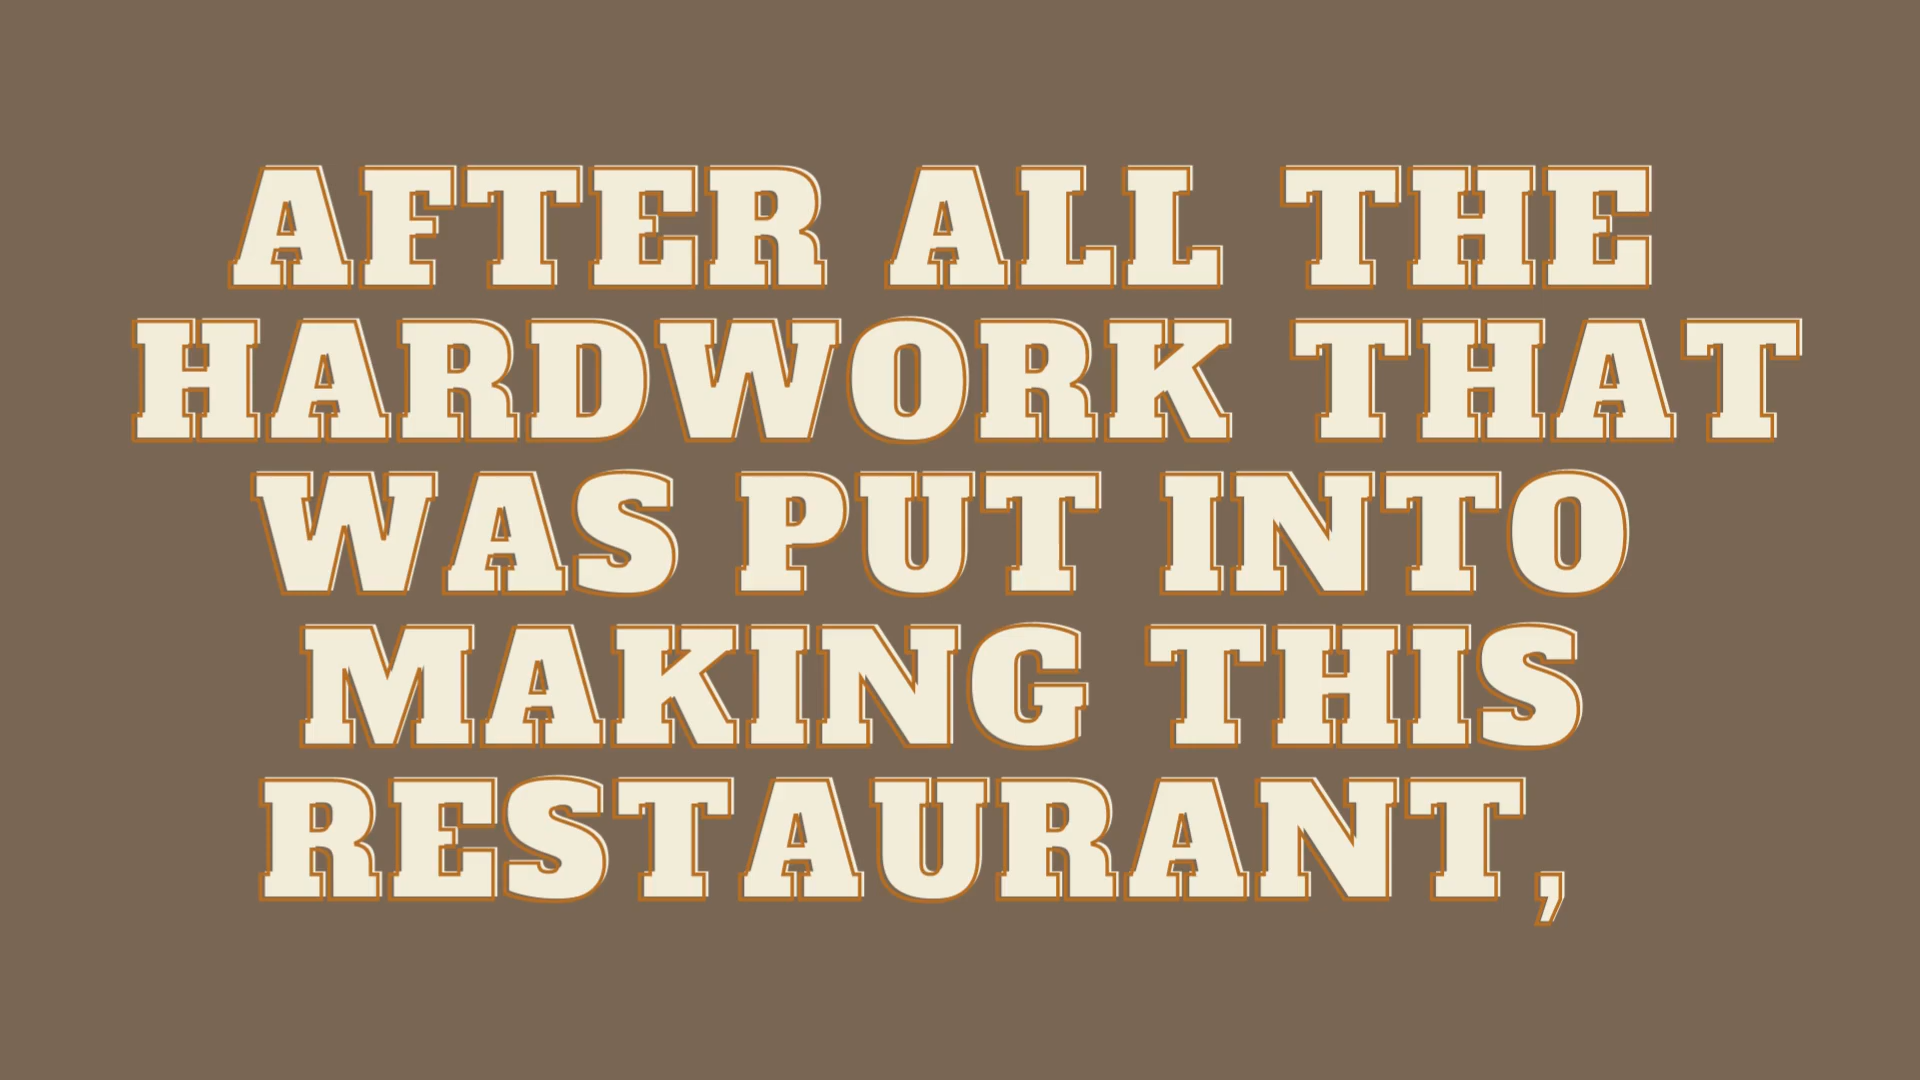 AFTER ALL THE
HARDWORK THAT
WAS PUT INTO
MAKING THIS
RESTAURANT,